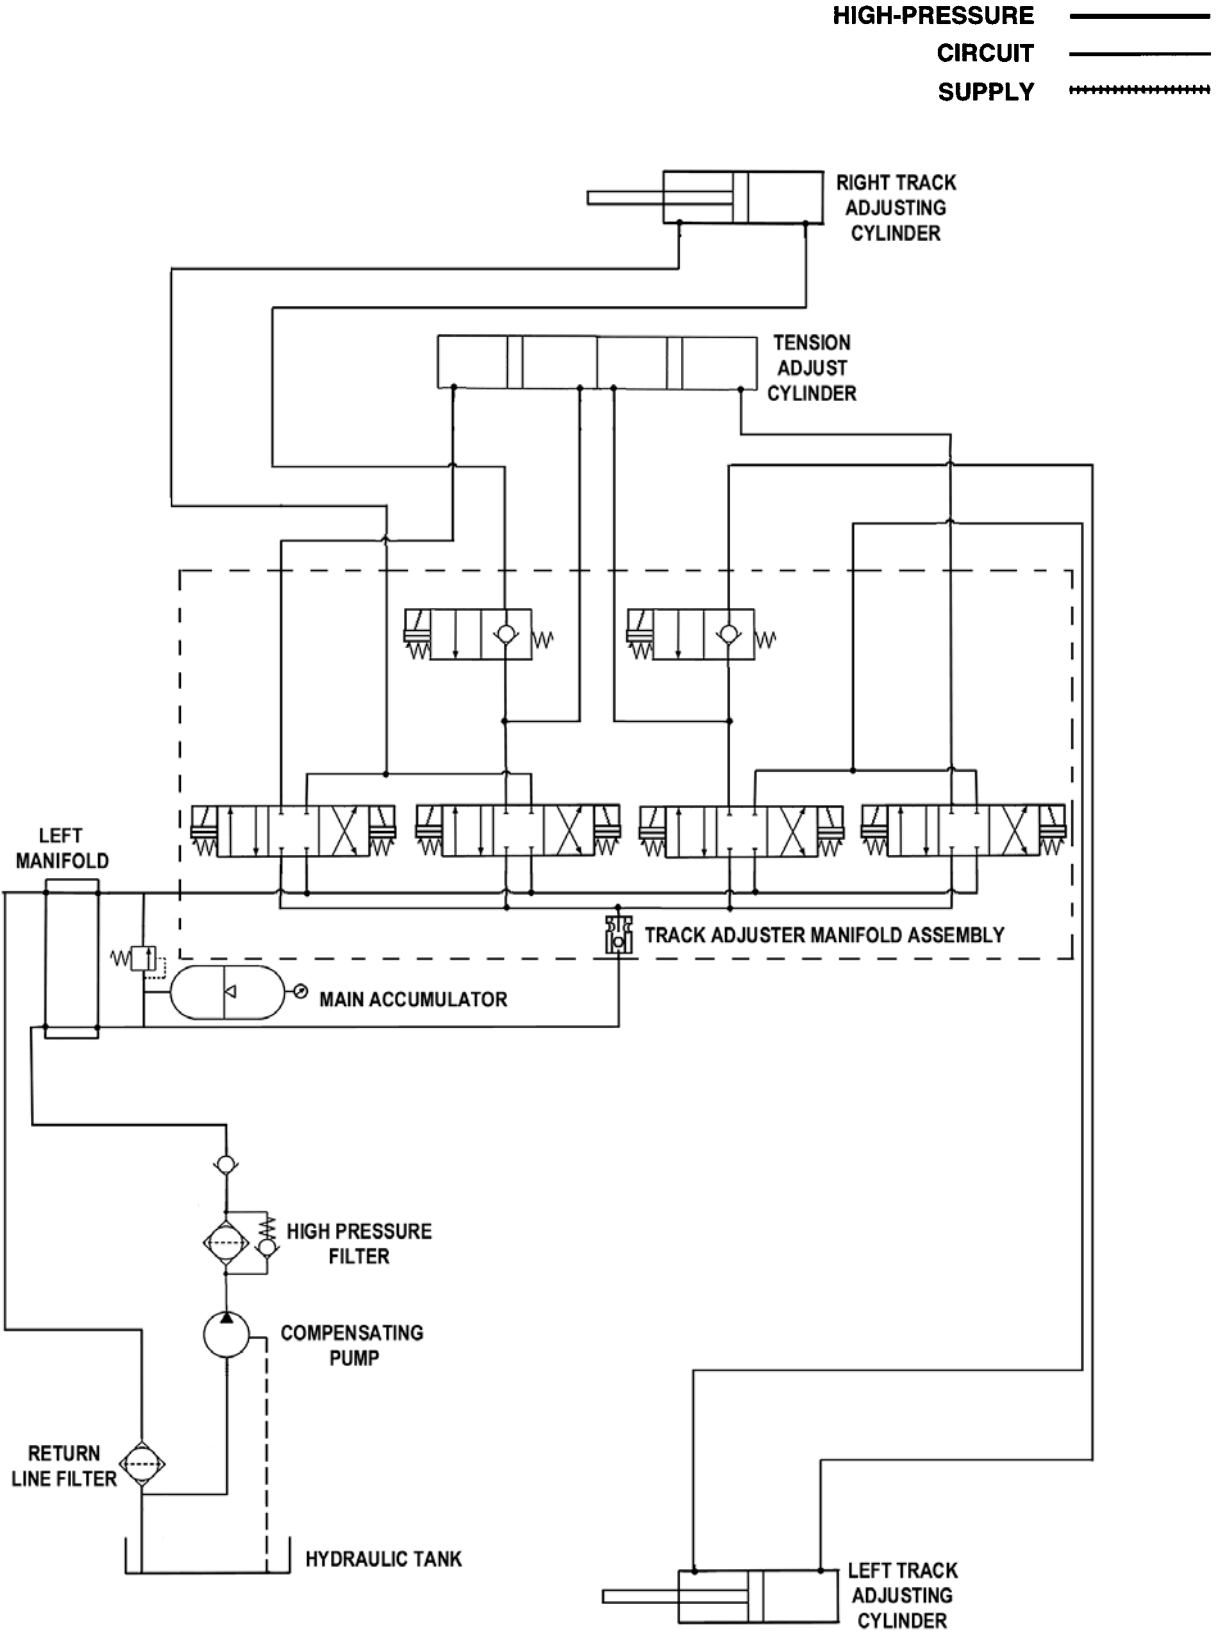 HIGH-PRESSURE
CIRCUIT
SUPPLY
RIGHT TRACK
ADJUSTING
CYLINDER
TENSION
ADJUST
CYLINDER
LEFT
MANIFOLD
TRACK ADJUSTER MANIFOLD ASSEMBLY
MAIN ACCUMULATOR
HIGH PRESSURE
FILTER
COMPENSATING
PUMP
RETURN
LINE FILTER
HYDRAULIC TANK
LEFT TRACK
ADJUSTING
CYLINDER